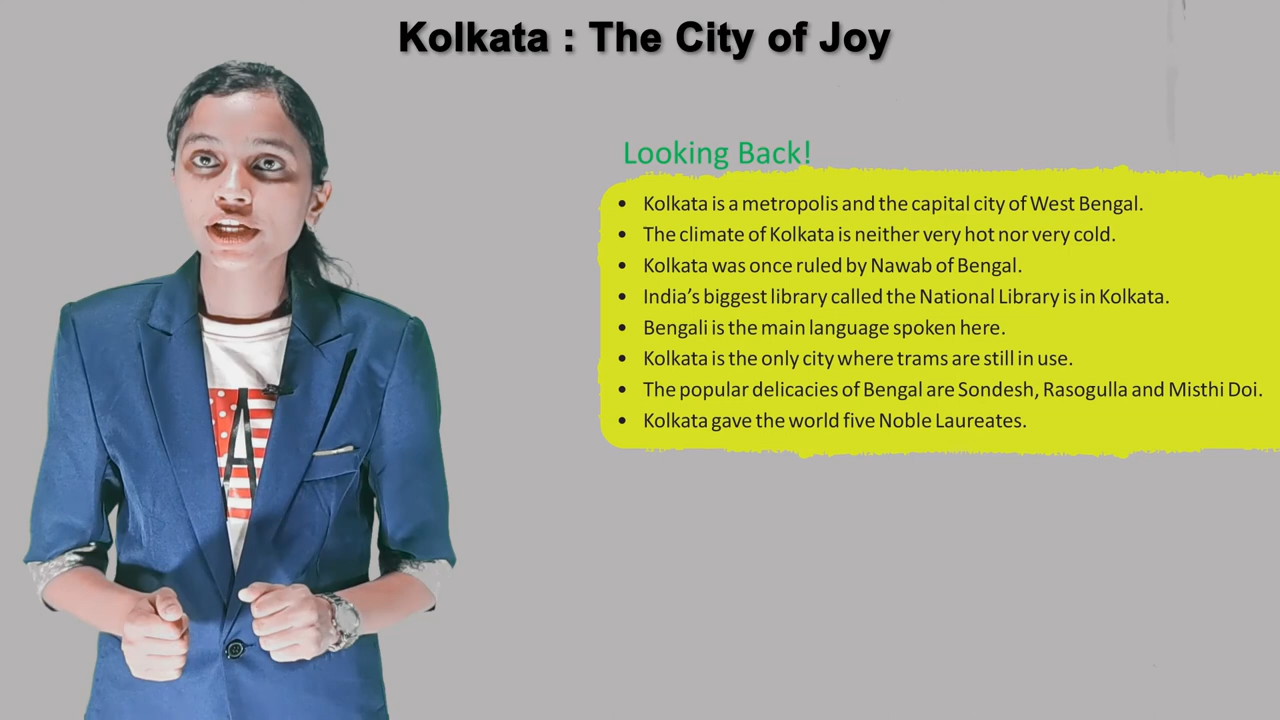 Kolkata : The City of Joy
Looking Back!
• Kolkata is a metropolis and the capital city of West Bengal.
• The climate of Kolkata is neither very hot nor very cold.
• Kolkata was once ruled by Nawab of Bengal.
• India’s biggest library called the National Library is in Kolkata.
• Bengali is the main language spoken here.
• Kolkata is the only city where trams are still in use.
• The popular delicacies of Bengal are Sondesh, Rasogulla and Misthi Doi.
• Kolkata gave the world five Noble Laureates.
A